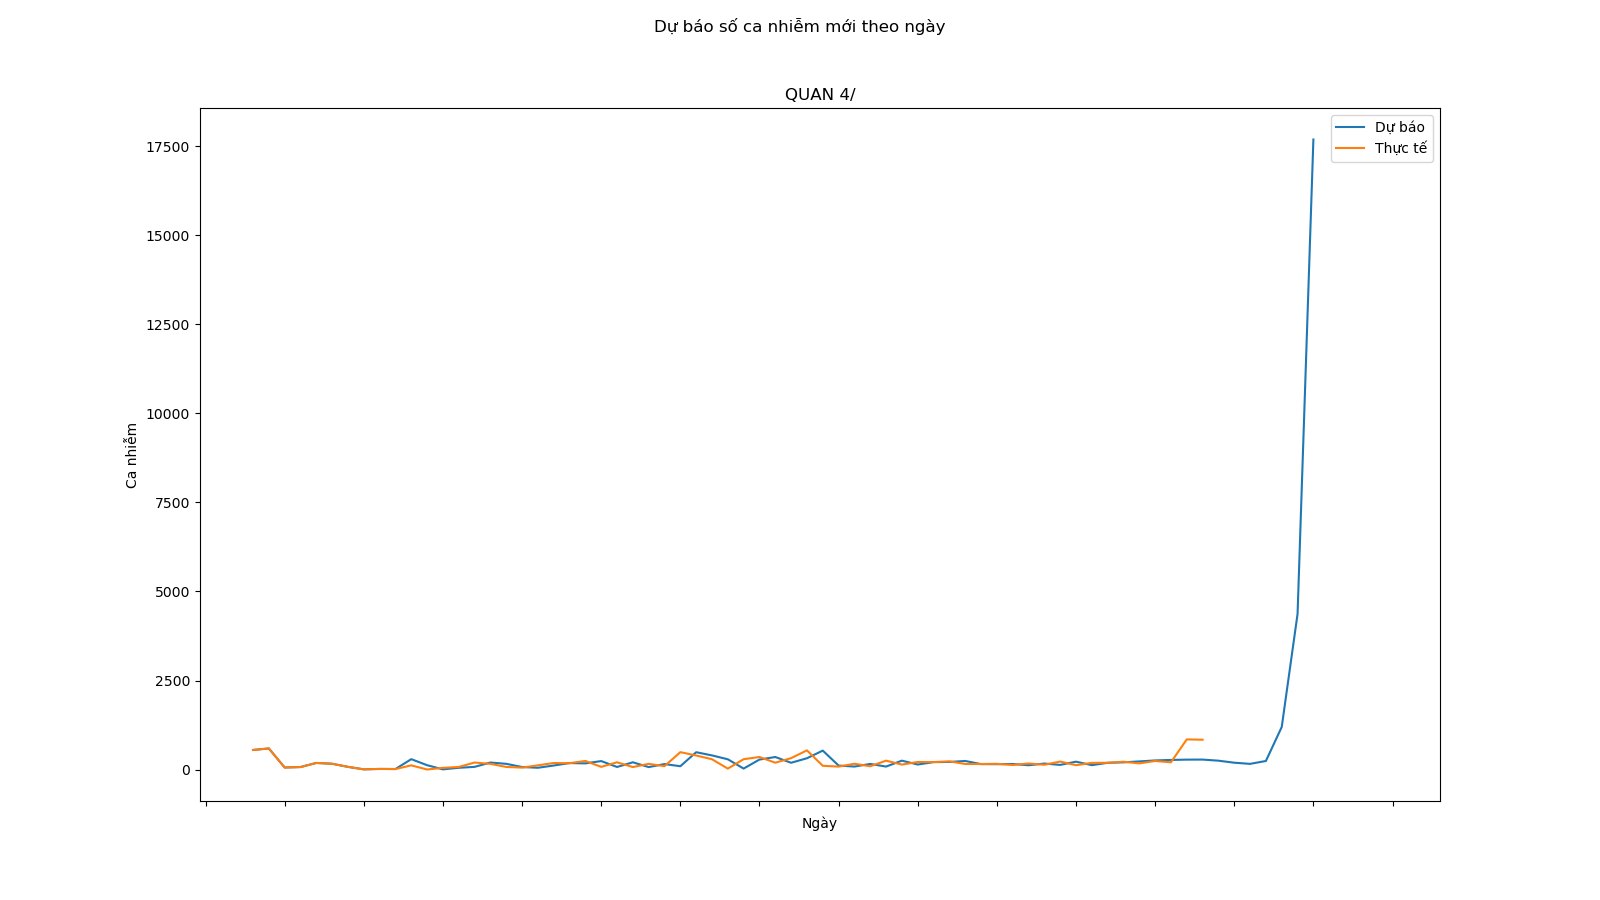 Dự báo số ca nhiễm mới theo ngày
QUAN 4/
Dự báo
Thực tế
17500
15000
12500
10000
7500
5000
2500
0
Ca nhiễm
Ngày